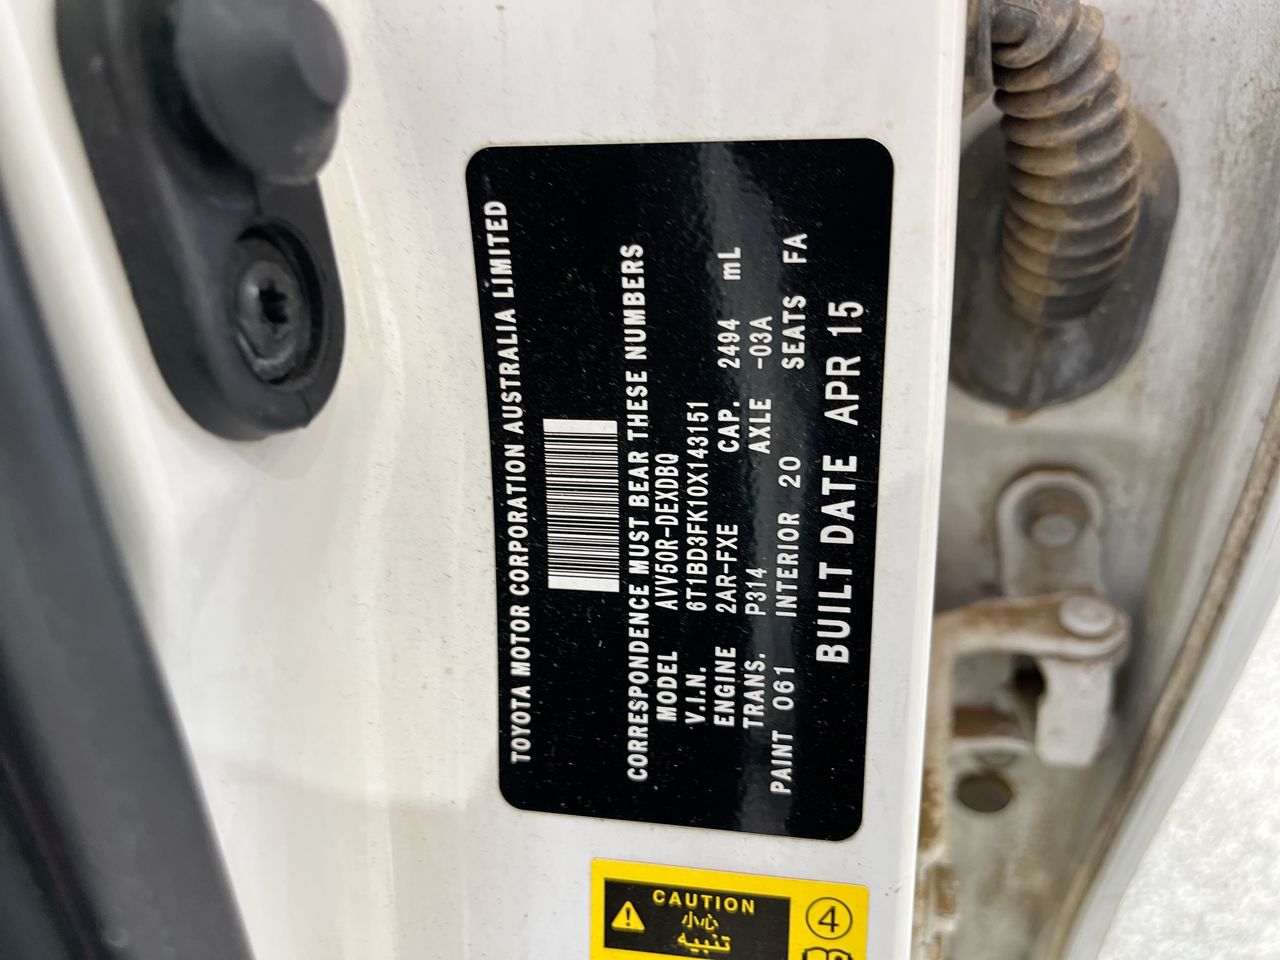 TOYOTA MOTOR CORPORATION AUSTRALIA LIMITED
CORRESPONDENCE MUST BEAR THESE NUMBERS
MODEL AVV50R-DEXDBQ
V.I.N. 6T1BD3FK10X143151
ENGINE 2AR-FXE CAP. 2494 mL
TRANS. P314 AXLE -03A
PAINT 061 INTERIOR 20 SEATS FA
BUILT DATE APR 15
CAUTION
小心
تنبيه
4